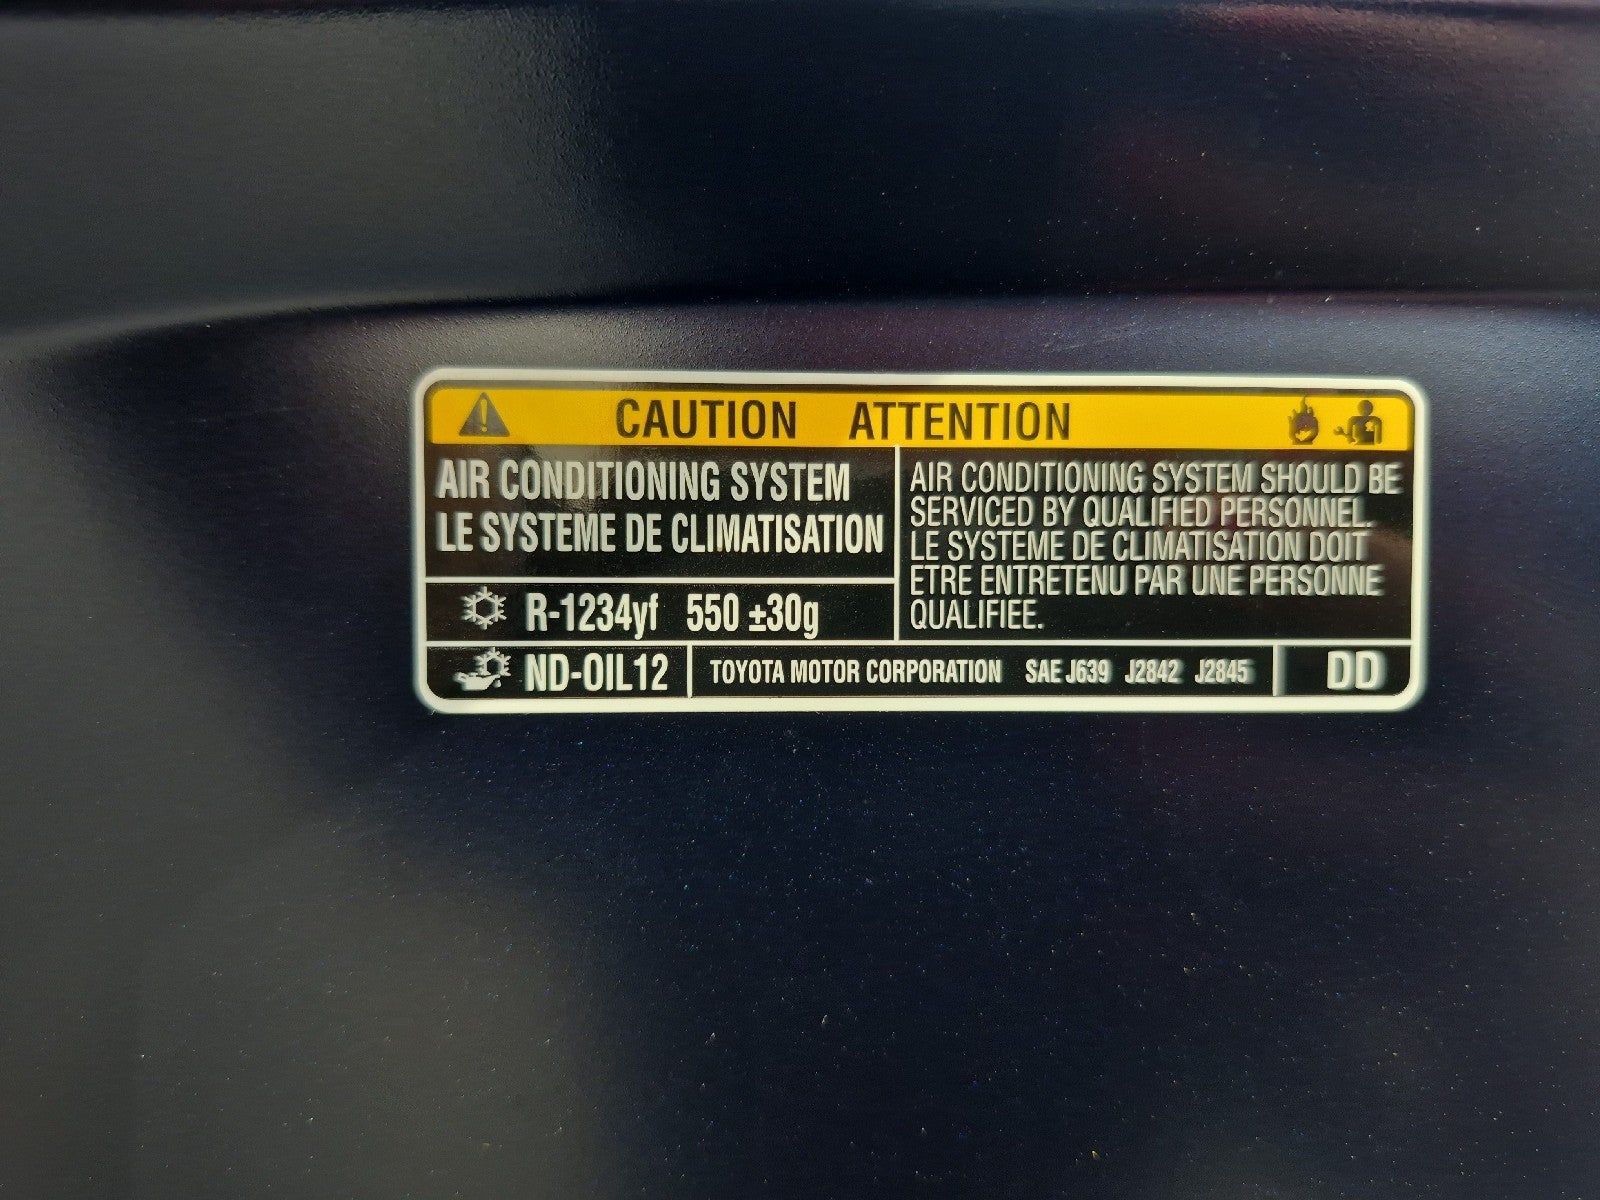 CAUTION ATTENTION
AIR CONDITIONING SYSTEM
LE SYSTEME DE CLIMATISATION
AIR CONDITIONING SYSTEM SHOULD BE
SERVICED BY QUALIFIED PERSONNEL.
LE SYSTEME DE CLIMATISATION DOIT
ETRE ENTRETENU PAR UNE PERSONNE
QUALIFIEE.
R-1234yf 550 ±30g
ND-OIL12
TOYOTA MOTOR CORPORATION SAE J639 J2842 J2845
DD